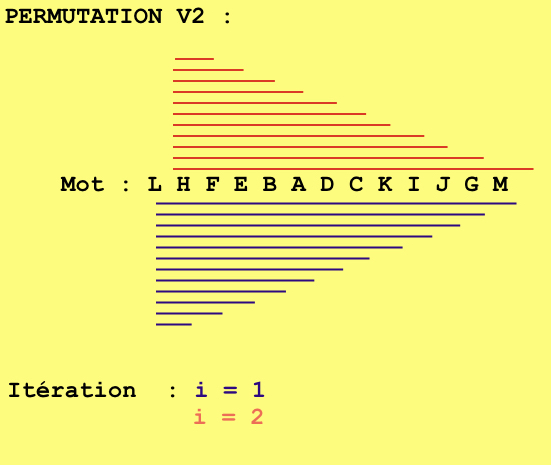 PERMUTATION V2 :
Mot : L H F E B A D C K I J G M
Itération : i = 1
i = 2